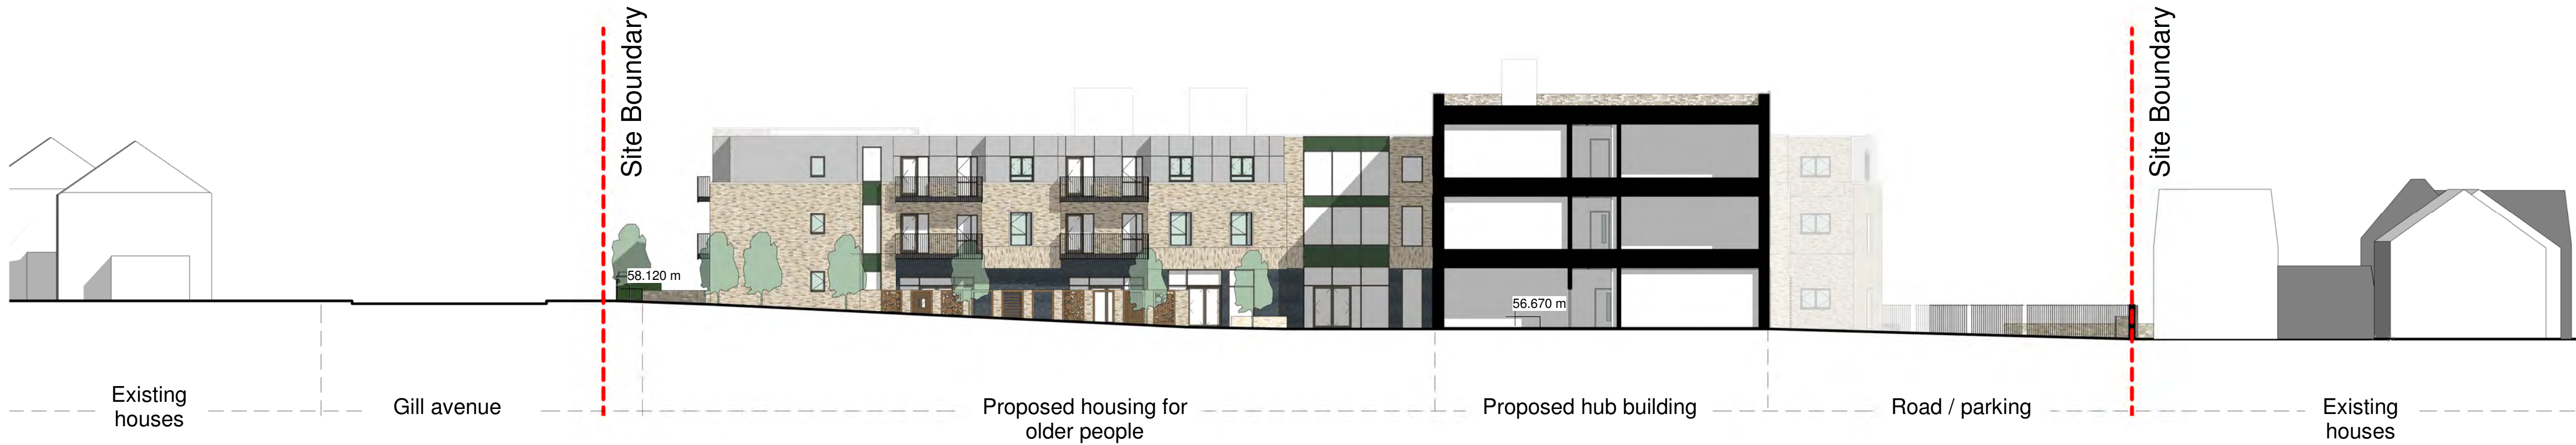 Site Boundary
Site Boundary
58.120 m
56.670 m
Existing
houses
Gill avenue
Proposed housing for
older people
Proposed hub building
Road / parking
Existing
houses